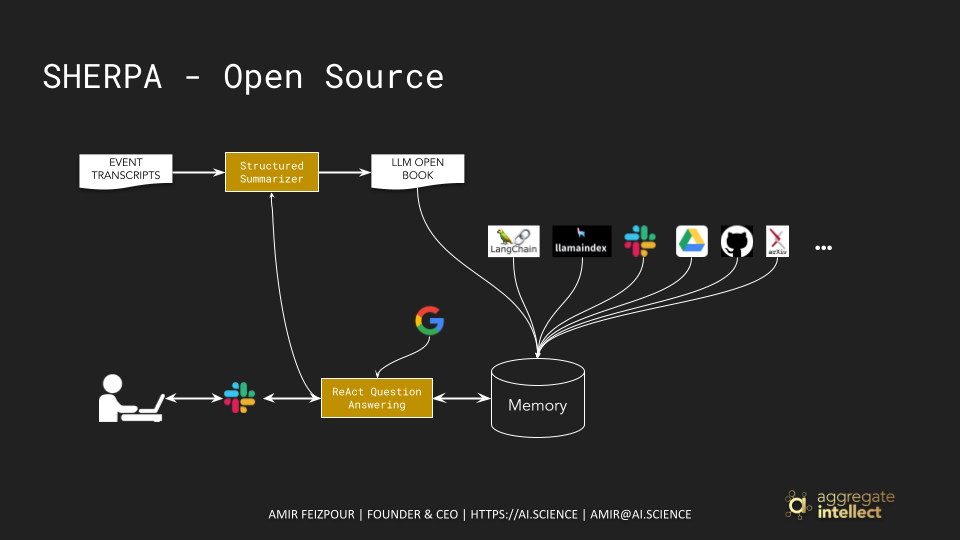 SHERPA - Open Source
EVENT
TRANSCRIPTS
Structured
Summarizer
LLM OPEN
BOOK
LangChain
llamaindex
arXiv
...
ReAct Question
Answering
Memory
aggregate
intellect
AMIR FEIZPOUR | FOUNDER & CEO | HTTPS://AI.SCIENCE | AMIR@AI.SCIENCE